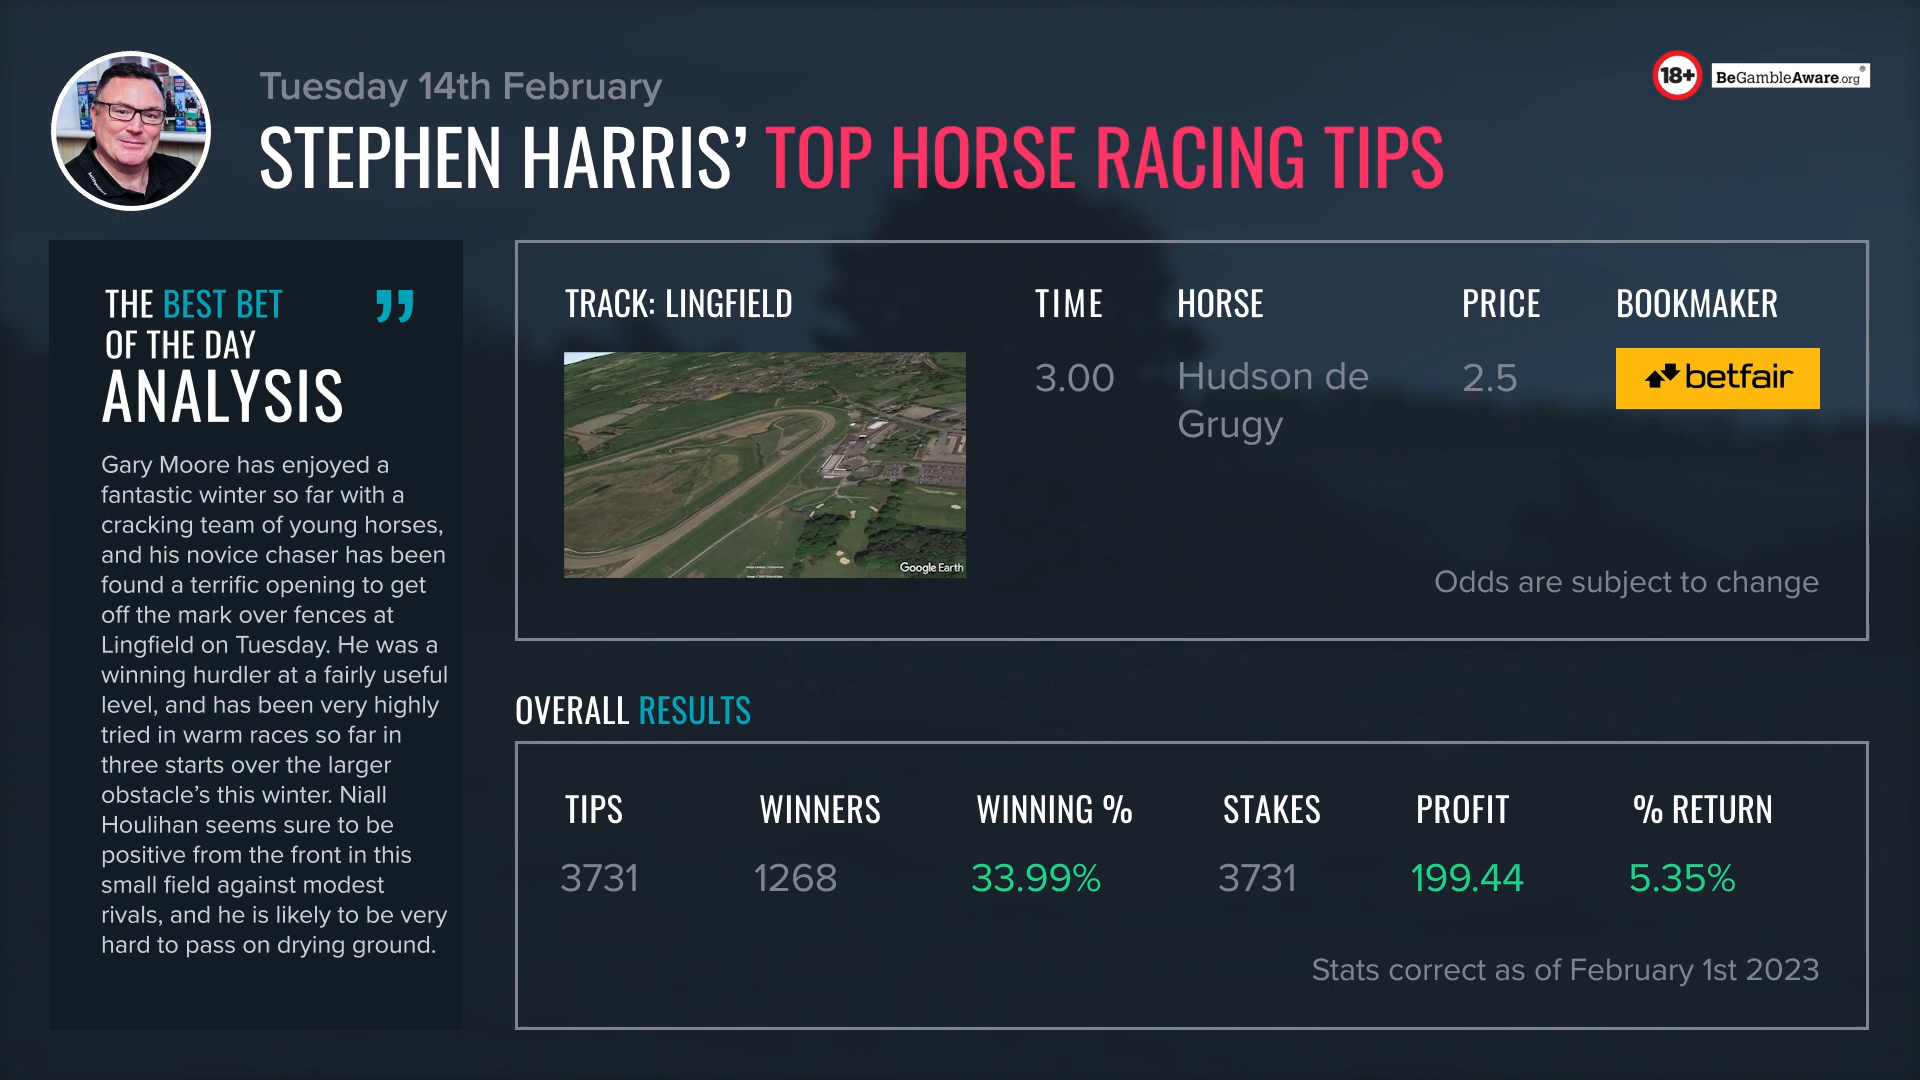 Tuesday 14th February
STEPHEN HARRIS’ TOP HORSE RACING TIPS
18+
BeGambleAware.org®
THE BEST BET
OF THE DAY
ANALYSIS
Gary Moore has enjoyed a
fantastic winter so far with a
cracking team of young horses,
and his novice chaser has been
found a terrific opening to get
off the mark over fences at
Lingfield on Tuesday. He was a
winning hurdler at a fairly useful
level, and has been very highly
tried in warm races so far in
three starts over the larger
obstacle’s this winter. Niall
Houlihan seems sure to be
positive from the front in this
small field against modest
rivals, and he is likely to be very
hard to pass on drying ground.
TRACK: LINGFIELD
Google Earth
TIME HORSE PRICE BOOKMAKER
3.00 Hudson de 2.5 betfair
Grugy
Odds are subject to change
OVERALL RESULTS
TIPS WINNERS WINNING % STAKES PROFIT % RETURN
3731 1268 33.99% 3731 199.44 5.35%
Stats correct as of February 1st 2023